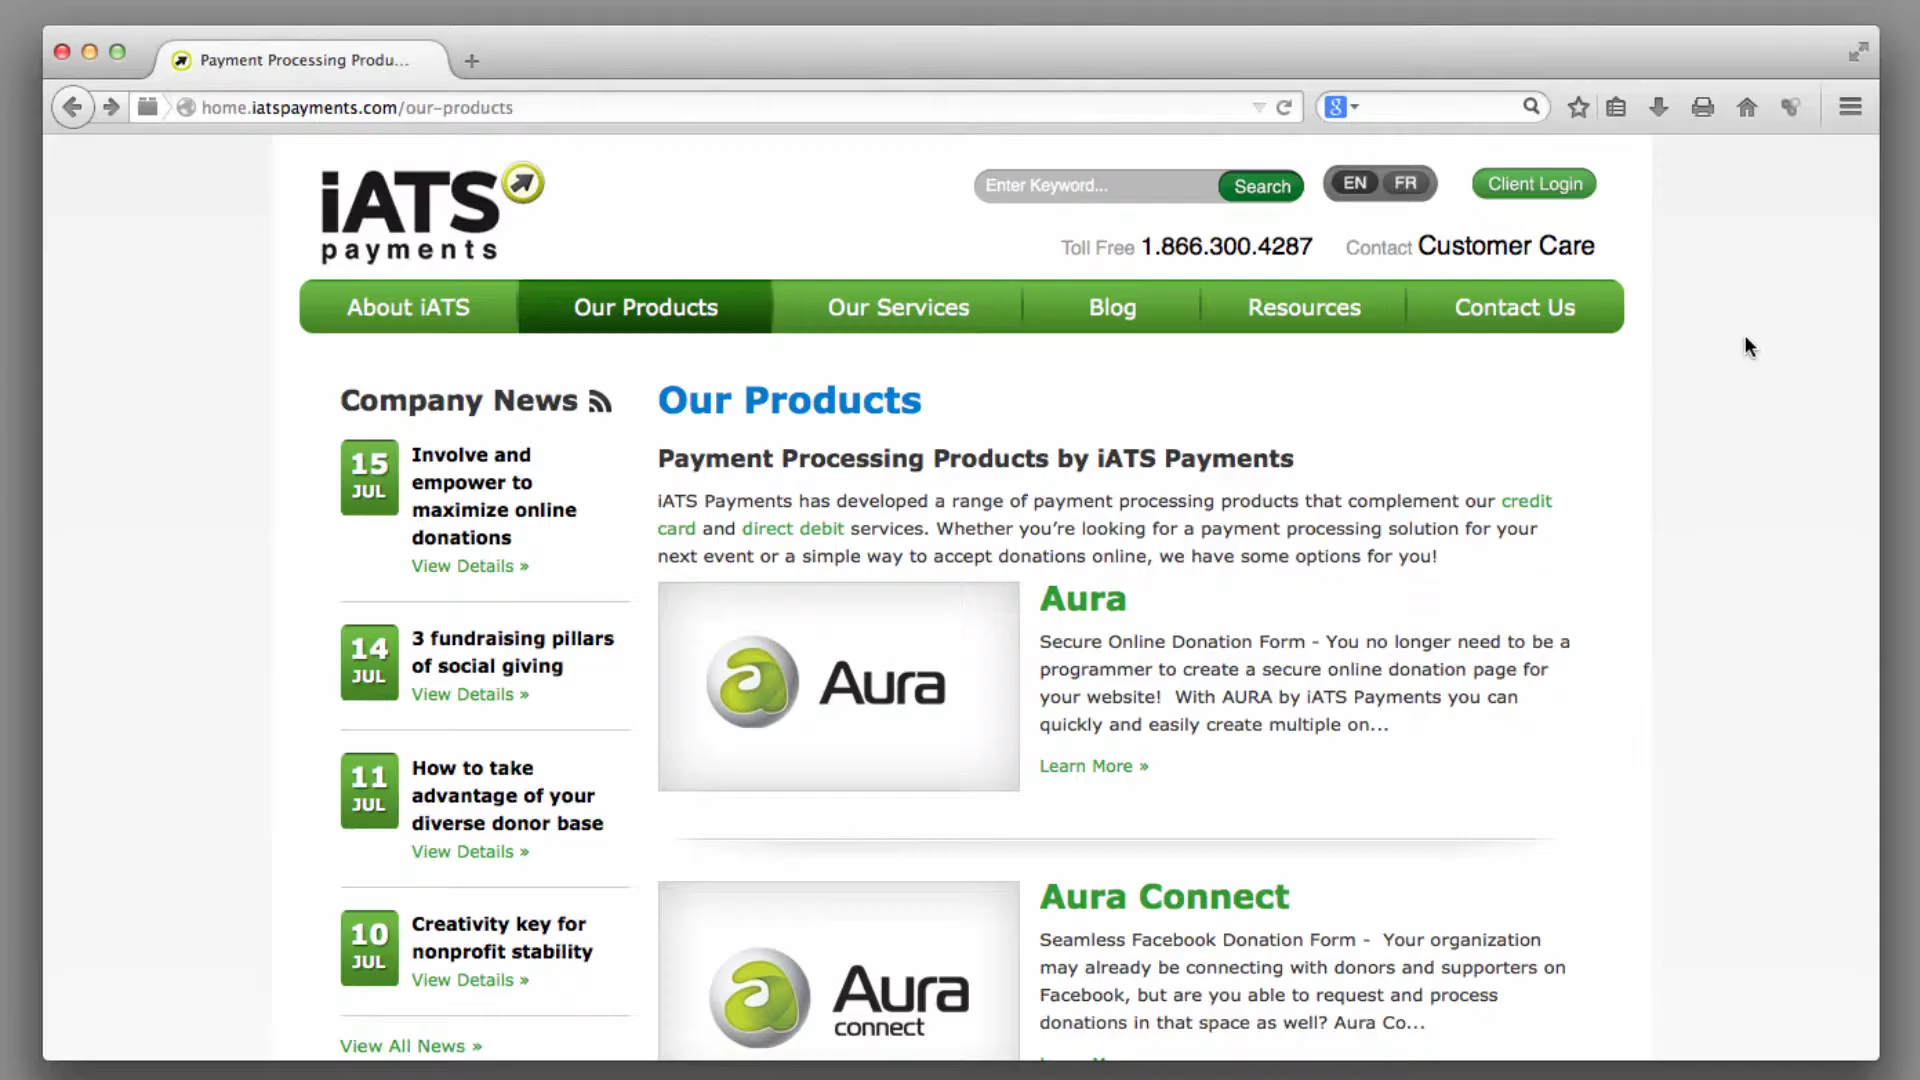 Payment Processing Produ...
home.iatspayments.com/our-products
iATS
payments
Enter Keyword...
Search
EN
FR
Client Login
Toll Free 1.866.300.4287
Contact Customer Care
About iATS
Our Products
Our Services
Blog
Resources
Contact Us
Company News
15
JUL
Involve and
empower to
maximize online
donations
View Details »
14
JUL
3 fundraising pillars
of social giving
View Details »
11
JUL
How to take
advantage of your
diverse donor base
View Details »
10
JUL
Creativity key for
nonprofit stability
View Details »
View All News »
Our Products
Payment Processing Products by iATS Payments
iATS Payments has developed a range of payment processing products that complement our credit
card and direct debit services. Whether you're looking for a payment processing solution for your
next event or a simple way to accept donations online, we have some options for you!
Aura
Aura
Secure Online Donation Form - You no longer need to be a
programmer to create a secure online donation page for
your website! With AURA by iATS Payments you can
quickly and easily create multiple on...
Learn More »
Aura
connect
Aura Connect
Seamless Facebook Donation Form - Your organization
may already be connecting with donors and supporters on
Facebook, but are you able to request and process
donations in that space as well? Aura Co...